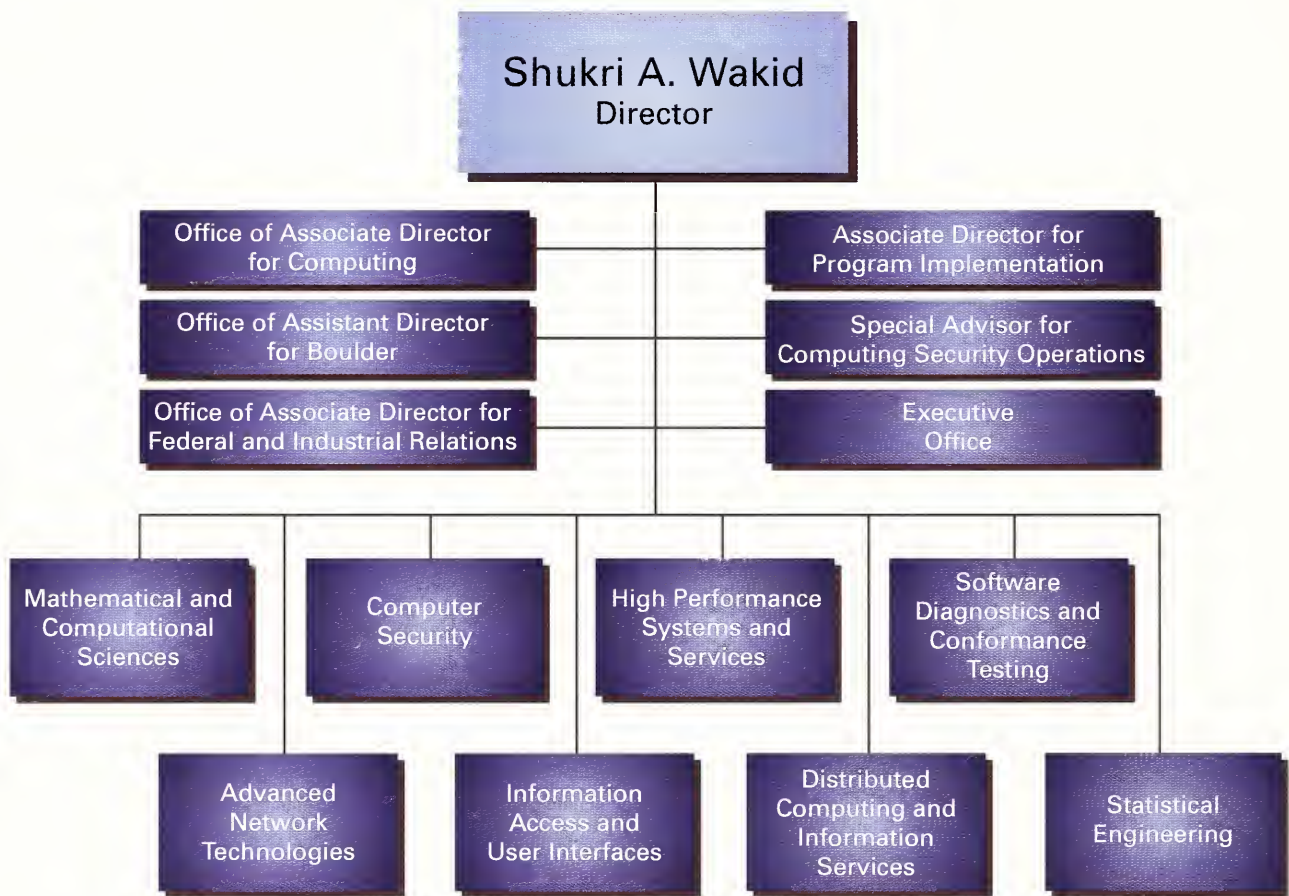 Shukri A. Wakid
Director
Office of Associate Director
for Computing
Associate Director for
Program Implementation
Office of Assistant Director
for Boulder
Special Advisor for
Computing Security Operations
Office of Associate Director for
Federal and Industrial Relations
Executive
Office
Mathematical and
Computational
Sciences
Computer
Security
High Performance
Systems and
Services
Software
Diagnostics and
Conformance
Testing
Advanced
Network
Technologies
Information
Access and
User Interfaces
Distributed
Computing and
Information
Services
Statistical
Engineering